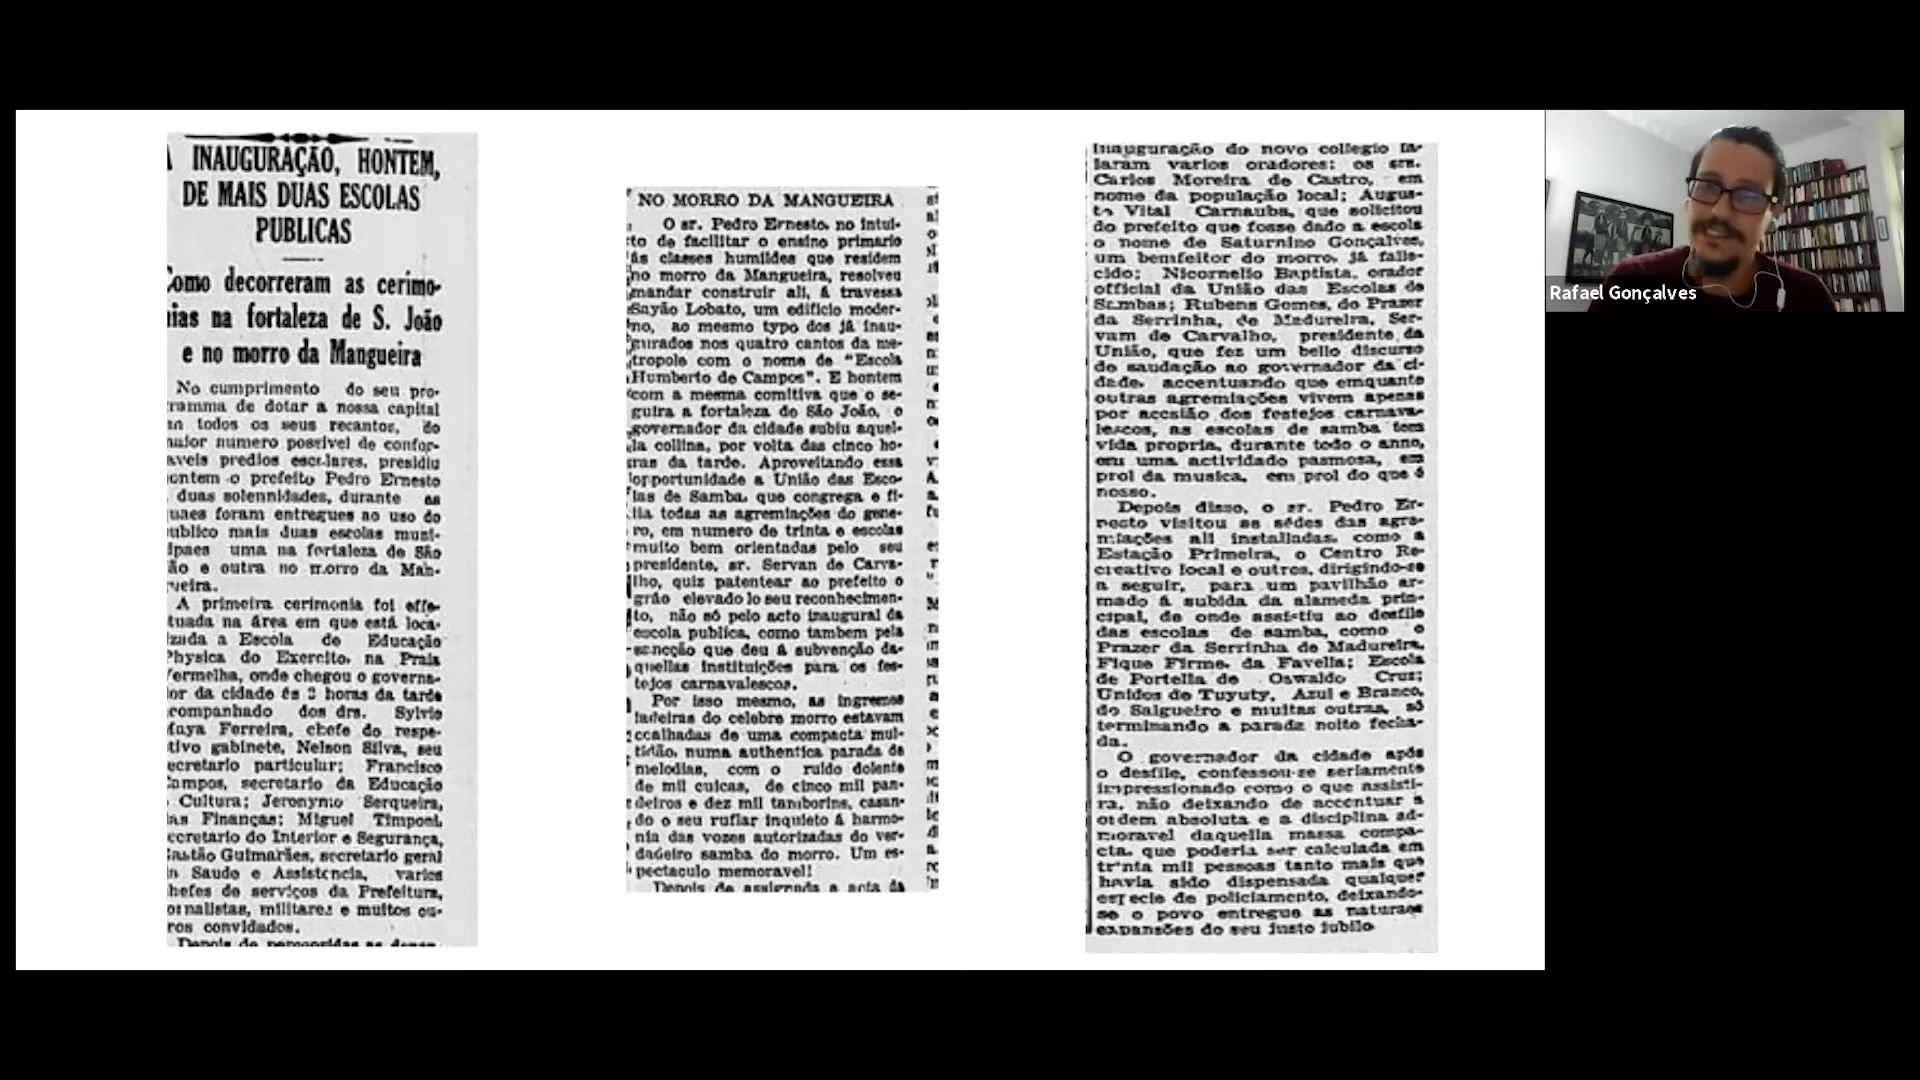 A INAUGURAÇÃO, HONTEM,
DE MAIS DUAS ESCOLAS
PUBLICAS
Como decorreram as cerimo-
nias na fortaleza de S. João
e no morro da Mangueira
No cumprimento do seu pro-
gramma de dotar a nossa capital
em todos os seus recantos, do
maior numero possivel de confor-
taveis predios escolares, presidiu
hontem o prefeito Pedro Ernesto
duas solennidades, durante as
quaes foram entregues ao uso do
publico mais duas escolas muni-
cipaes uma na fortaleza de São
João e outra no morro da Man-
gueira.
A primeira cerimonia foi effe-
ctuada na área em que está loca-
lizada a Escola de Educação
Physica do Exercito, na Praia
Vermelha, onde chegou o governa-
dor da cidade ás 2 horas da tarde
acompanhado dos drs. Sylvio
Maya Ferreira, chefe do respe-
ctivo gabinete, Nelson Silva, seu
secretario particular; Francisco
Campos, secretario da Educação
Cultura; Jeronymo Serqueira,
das Finanças; Miguel Timponi,
secretario do Interior e Segurança,
Gastão Guimarães, secretario geral
Saude e Assistencia, varios
chefes de serviços da Prefeitura,
jornalistas, militares e muitos ou-
tros convidados.
Depois de percorridas as
NO MORRO DA MANGUEIRA
O sr. Pedro Ernesto, no intui-
to de facilitar o ensino primario
ás classes humildes que residem
no morro da Mangueira, resolveu
mandar construir ali, á travessa
Sayão Lobato, um edificio moder-
no, ao mesmo typo dos já inau-
gurados nos quatro cantos da me-
tropole com o nome de "Escola
Humberto de Campos". E hontem
com a mesma comitiva que o se-
guira a fortaleza de São João, o
governador da cidade subiu aquel-
la collina, por volta das cinco ho-
ras da tarde. Aproveitando essa
opportunidade a União das Esco-
las de Samba, que congrega e fi-
lia todas as agremiações do gene-
ro, em numero de trinta e escolas
muito bem orientadas pelo seu
presidente, sr. Servan de Carva-
lho, quiz patentear ao prefeito o
gráo elevado do seu reconhecimen-
to, não só pelo acto inaugural da
escola publica, como tambem pela
sancção que deu á subvenção da-
quellas instituições para os fes-
tejos carnavalescos.
Por isso mesmo, as ingremes
ladeiras do celebre morro estavam
coalhadas de uma compacta mul-
tidão, numa authentica parada de
melodias, com o ruido dolente
de mil cuicas, de cinco mil pan-
deiros e dez mil tamborins, casan-
do o seu ruflar inquieto á harmo-
nia das vozes autorizadas do ver-
dadeiro samba do morro. Um es-
pectaculo memoravel!
Depois de assignada a acta da
inauguração do novo collegio fa-
laram varios oradores: os srs.
Carlos Moreira de Castro, em
nome da população local; Augus-
to Vital Carnauba, que solicitou
do prefeito que fosse dado a escola
o nome de Saturnino Gonçalves,
um bemfeitor do morro, já falle-
cido; Nicornelio Baptista, orador
official da União das Escolas de
Sambas; Rubens Gomes, do Prazer
da Serrinha, de Madureira, Ser-
vam de Carvalho, presidente da
União, que fez um bello discurso
de saudação ao governador da ci-
dade, accentuando que emquanto
outras agremiações vivem apenas
por occasião dos festejos carnava-
lescos, as escolas de samba tem
vida propria, durante todo o anno,
em uma actividade pasmosa, em
prol da musica, em prol do que é
nosso.
Depois disso, o sr. Pedro Er-
nesto visitou as sédes das agre-
miações ali installadas, como a
Estação Primeira, o Centro Re-
creativo local e outros, dirigindo-se
a seguir, para um pavilhão ar-
mado á subida da alameda prin-
cipal, de onde assistiu ao desfile
das escolas de samba, como o
Prazer da Serrinha de Madureira,
Fique Firme, da Favella; Escola
de Portella de Oswaldo Cruz;
Unidos de Tuyuty, Azul e Branco,
do Salgueiro e muitas outras, só
terminando a parada noite fecha-
da.
O governador da cidade após
o desfile, confessou-se seriamente
impressionado como o que assisti-
ra, não deixando de accentuar a
ordem absoluta e a disciplina ad-
moravel daquella massa compa-
cta, que poderia ser calculada em
trinta mil pessoas tanto mais que
havia sido dispensada qualquer
especie de policiamento, deixando-
se o povo entregue as naturaes
expansões do seu justo jubilo
Rafael Gonçalves